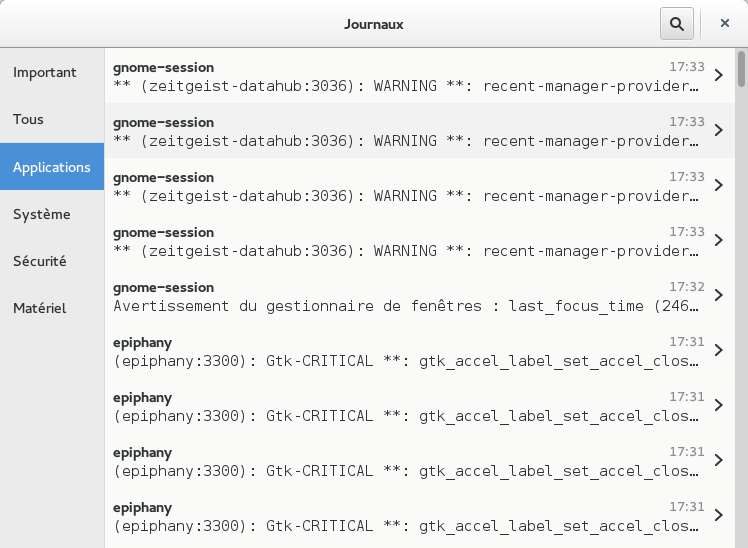 Journaux
Important
Tous
Applications
Système
Sécurité
Matériel
gnome-session 17:33
** (zeitgeist-datahub:3036): WARNING **: recent-manager-provider…
gnome-session 17:33
** (zeitgeist-datahub:3036): WARNING **: recent-manager-provider…
gnome-session 17:33
** (zeitgeist-datahub:3036): WARNING **: recent-manager-provider…
gnome-session 17:33
** (zeitgeist-datahub:3036): WARNING **: recent-manager-provider…
gnome-session 17:32
Avertissement du gestionnaire de fenêtres : last_focus_time (246…
epiphany 17:31
(epiphany:3300): Gtk-CRITICAL **: gtk_accel_label_set_accel_clos…
epiphany 17:31
(epiphany:3300): Gtk-CRITICAL **: gtk_accel_label_set_accel_clos…
epiphany 17:31
(epiphany:3300): Gtk-CRITICAL **: gtk_accel_label_set_accel_clos…
epiphany 17:31
(epiphany:3300): Gtk-CRITICAL **: gtk_accel_label_set_accel_clos…